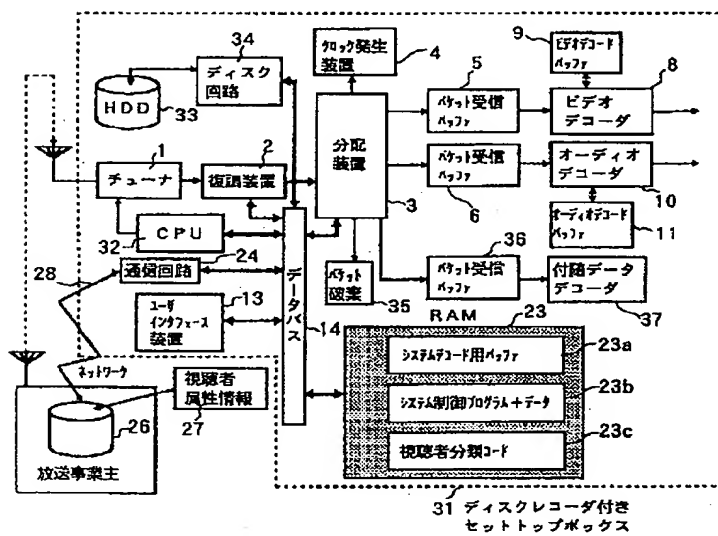 34
ディスク
回路
HDD
33
クロック発生
装置
4
9
ビデオデコード
バッファ
5
パケット受信
バッファ
8
ビデオ
デコーダ
1
チューナ
2
復調装置
分配
装置
3
パケット受信
バッファ
6
オーディオ
デコーダ
10
オーディオデコード
バッファ
11
CPU
32
28
通信回路
24
データバス
14
パケット
破棄
35
36
パケット受信
バッファ
付随データ
デコーダ
37
13
ユーザ
インタフェース
装置
RAM
23
システムデコード用バッファ
23a
システム制御プログラム+データ
23b
視聴者分類コード
23c
ネットワーク
視聴者
属性情報
27
26
放送事業主
31 ディスクレコーダ付き
セットトップボックス